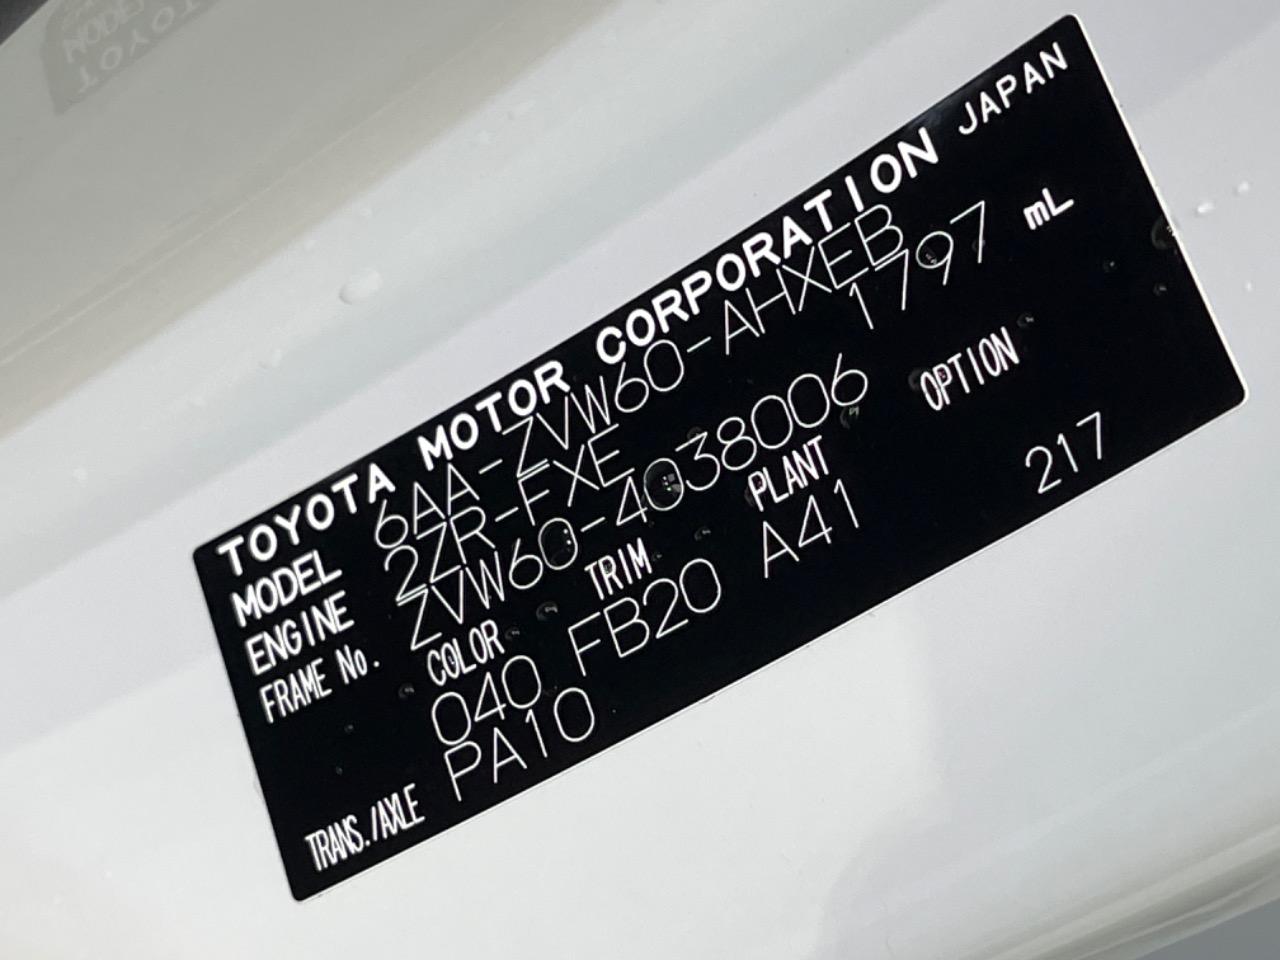 TOYOTA MOTOR CORPORATION JAPAN
MODEL 6AA-ZVW60-AHXEB
ENGINE 2ZR-FXE 1797 mL
FRAME No. ZVW60-4038006
COLOR TRIM PLANT OPTION
040 FB20 A41 217
TRANS./AXLE PA10